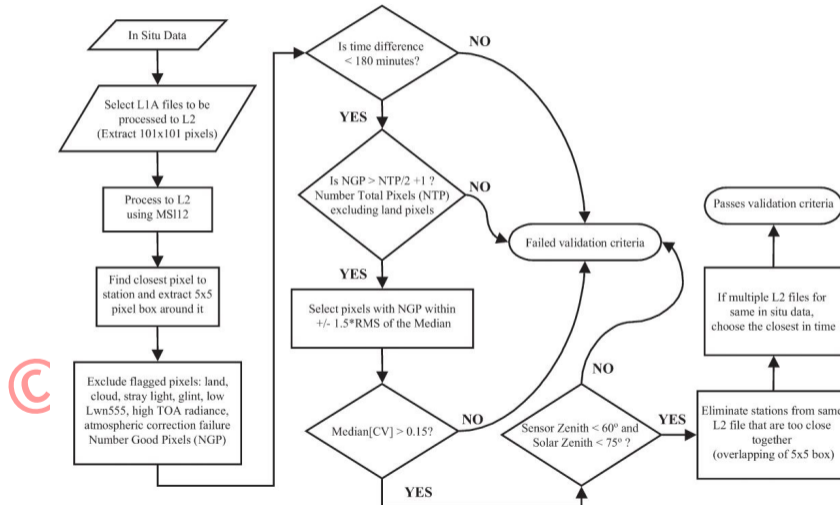 In Situ Data
Select L1A files to be
processed to L2
(Extract 101x101 pixels)
Process to L2
using MSl12
Find closest pixel to
station and extract 5x5
pixel box around it
Exclude flagged pixels: land,
cloud, stray light, glint, low
Lwn555, high TOA radiance,
atmospheric correction failure
Number Good Pixels (NGP)
©
Is time difference
< 180 minutes?
NO
YES
Is NGP > NTP/2 +1 ?
Number Total Pixels (NTP)
excluding land pixels
NO
YES
Select pixels with NGP within
+/- 1.5*RMS of the Median
Median[CV] > 0.15?
NO
YES
Failed validation criteria
Sensor Zenith < 60° and
Solar Zenith < 75° ?
NO
YES
Eliminate stations from same
L2 file that are too close
together
(overlapping of 5x5 box)
If multiple L2 files for
same in situ data,
choose the closest in time
Passes validation criteria